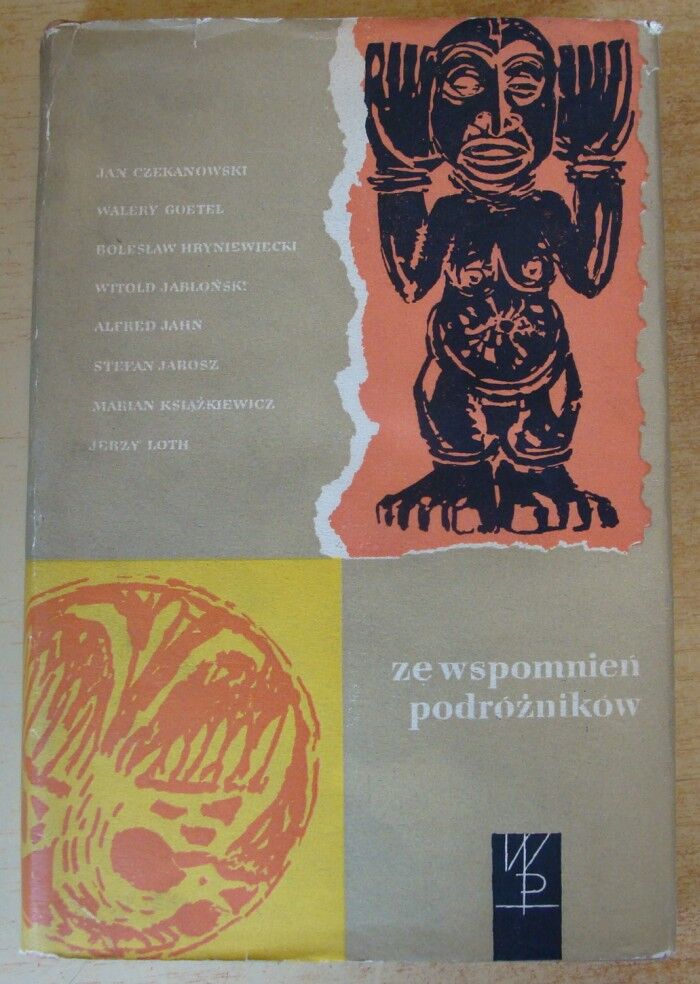 JAN CZEKANOWSKI
WALERY GOETEL
BOLESŁAW HRYNIEWIECKI
WITOLD JABŁOŃSKI
ALFRED JAHN
STEFAN JAROSZ
MARIAN KSIĄŻKIEWICZ
JERZY LOTH
ze wspomnień
podróżników
WP